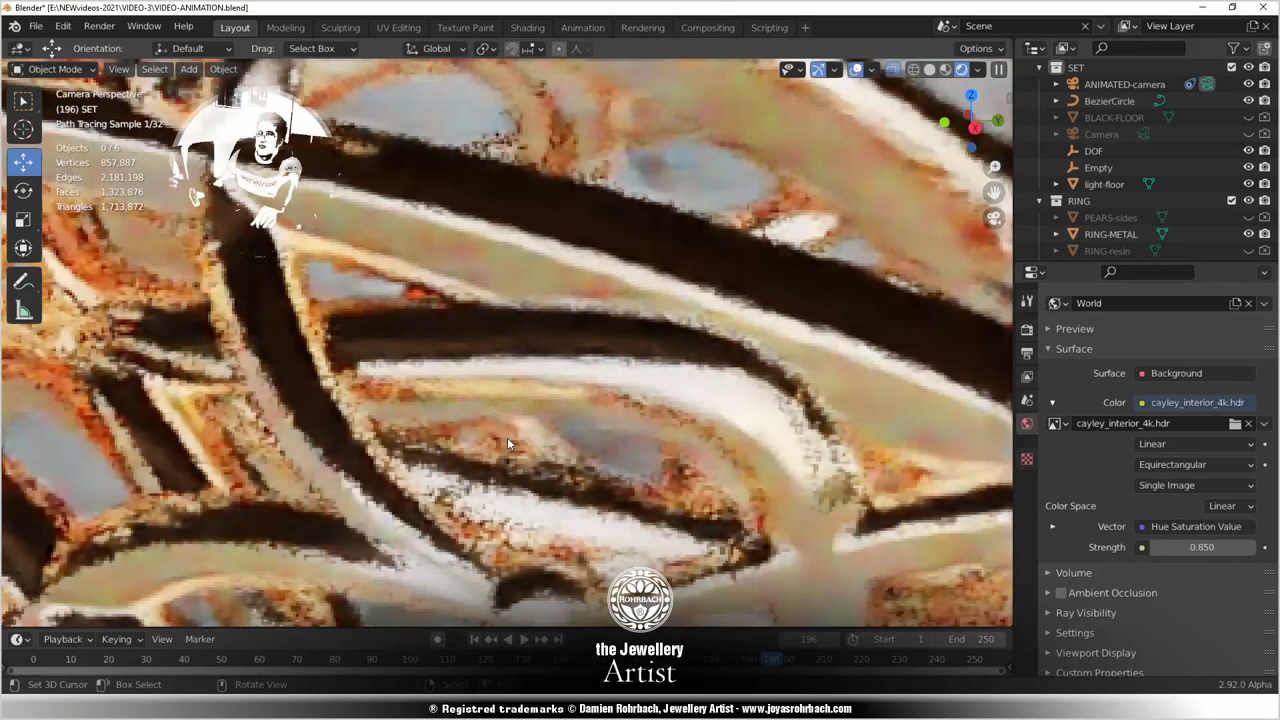 Blender* [E:\NEWvideos-2021\VIDEO-3\VIDEO-ANIMATION.blend]
File Edit Render Window Help Layout Modeling Sculpting UV Editing Texture Paint Shading Animation Rendering Compositing Scripting + Scene View Layer
Orientation: Default Drag: Select Box Global Options
Object Mode View Select Add Object
Camera Perspective
(196) SET
Path Tracing Sample 1/32
Objects 0/6
Vertices 857,887
Edges 2,181,198
Faces 1,323,876
Triangles 1,713,872
Z
Y
X
SET
ANIMATED-camera
BezierCircle
BLACK-FLOOR
Camera
DOF
Empty
light-floor
RING
PEARS-sides
RING-METAL
RING-resin
World
Preview
Surface
Surface Background
Color cayley_interior_4k.hdr
cayley_interior_4k.hdr
Linear
Equirectangular
Single Image
Color Space Linear
Vector Hue Saturation Value
Strength 0.850
Volume
Ambient Occlusion
Ray Visibility
Settings
Viewport Display
Custom Properties
ROHRBACH
the Jewellery
Artist
Playback Keying View Marker 196 Start 1 End 250
0 10 20 30 40 50 60 70 80 90 100 110 120 180 190 196 210 220 230 240 250
Set 3D Cursor Box Select Rotate View Select 2.92.0 Alpha
® Registered trademarks © Damien Rohrbach, Jewellery Artist - www.joyasrohrbach.com